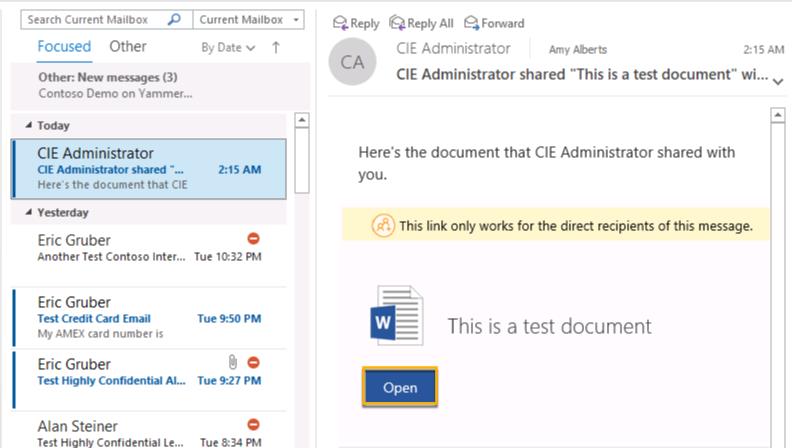 Search Current Mailbox
Current Mailbox
Focused
Other
By Date
Other: New messages (3)
Contoso Demo on Yammer...
Today
CIE Administrator
CIE Administrator shared "... 2:15 AM
Here's the document that CIE
Yesterday
Eric Gruber
Another Test Contoso Inter... Tue 10:32 PM
Eric Gruber
Test Credit Card Email Tue 9:50 PM
My AMEX card number is
Eric Gruber
Test Highly Confidential Al... Tue 9:27 PM
Alan Steiner
Test Highly Confidential Le... Tue 8:34 PM
Reply Reply All Forward
CA
CIE Administrator Amy Alberts 2:15 AM
CIE Administrator shared "This is a test document" wi...
Here's the document that CIE Administrator shared with
you.
This link only works for the direct recipients of this message.
W
This is a test document
Open